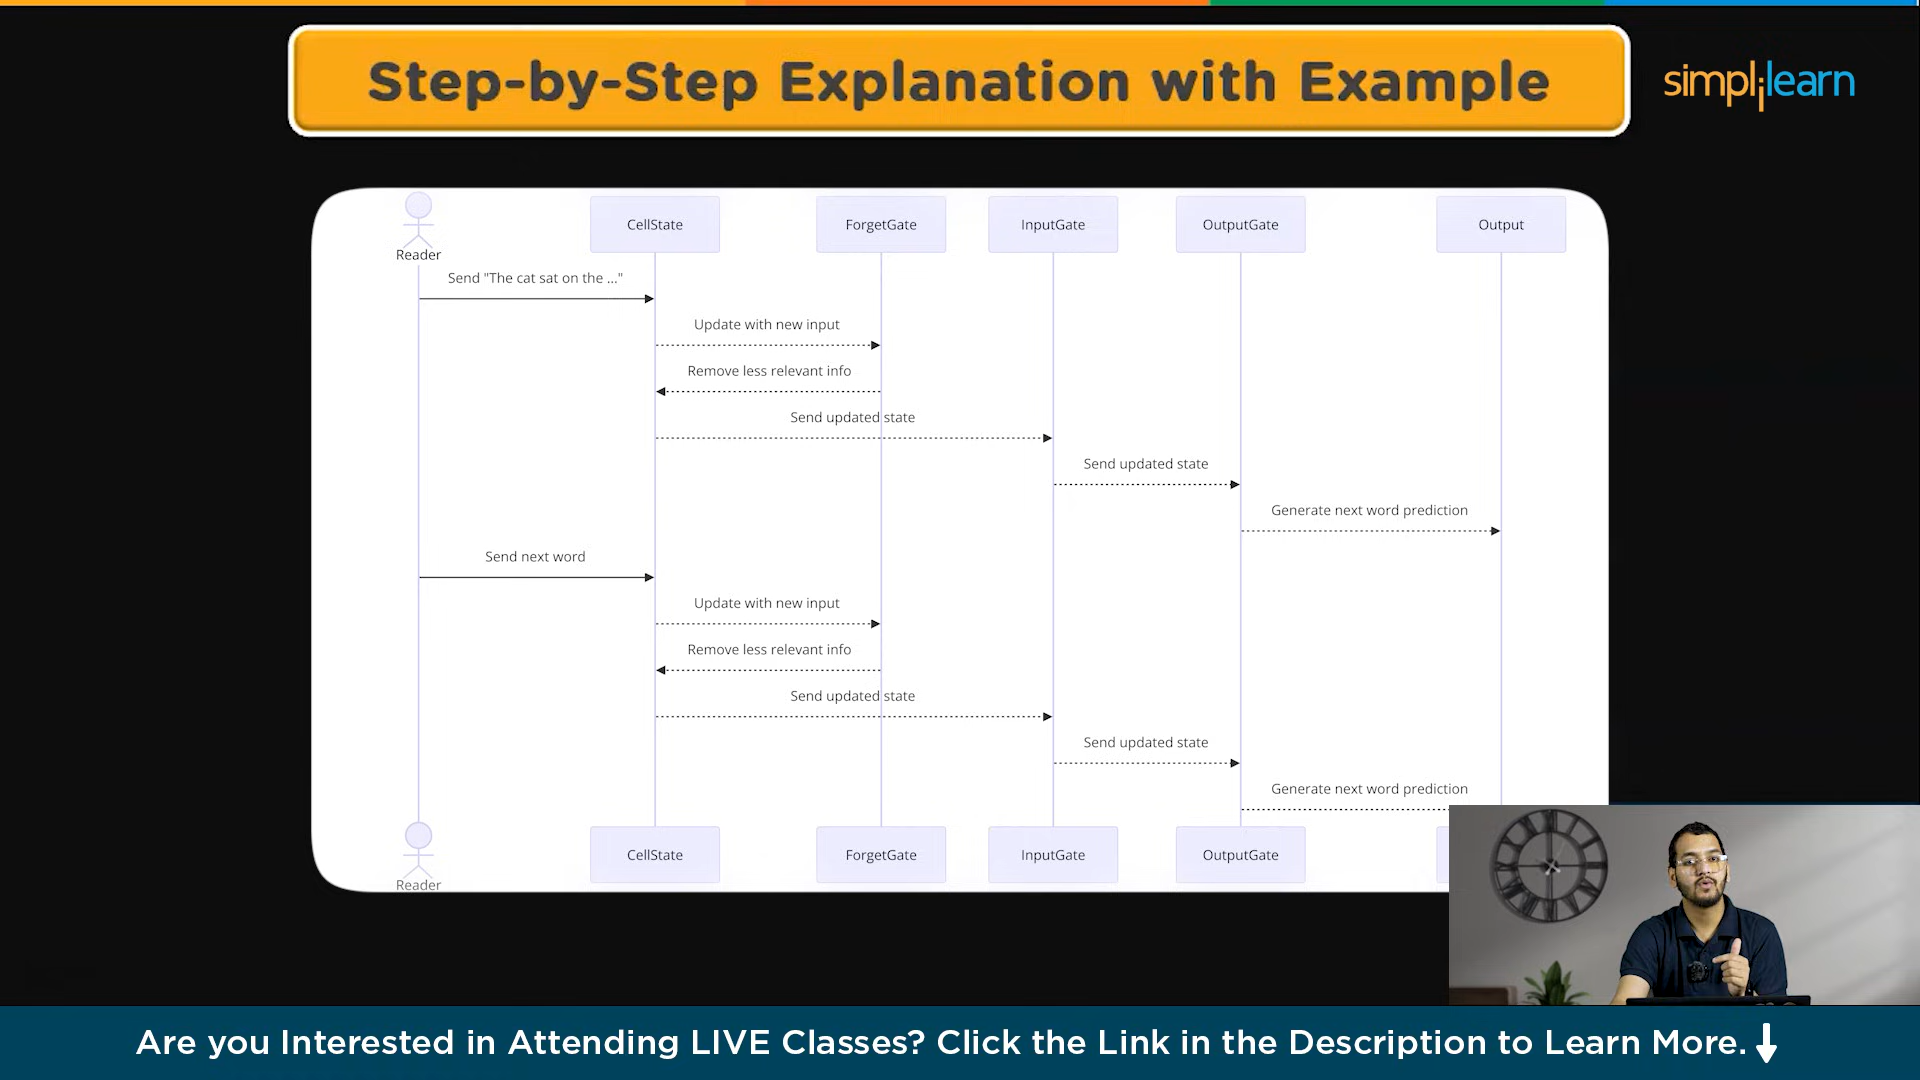 Step-by-Step Explanation with Example
simplilearn
Reader
CellState
ForgetGate
InputGate
OutputGate
Output
Send "The cat sat on the ..."
Update with new input
Remove less relevant info
Send updated state
Send updated state
Generate next word prediction
Send next word
Update with new input
Remove less relevant info
Send updated state
Send updated state
Generate next word prediction
Reader
CellState
ForgetGate
InputGate
OutputGate
Are you Interested in Attending LIVE Classes? Click the Link in the Description to Learn More.